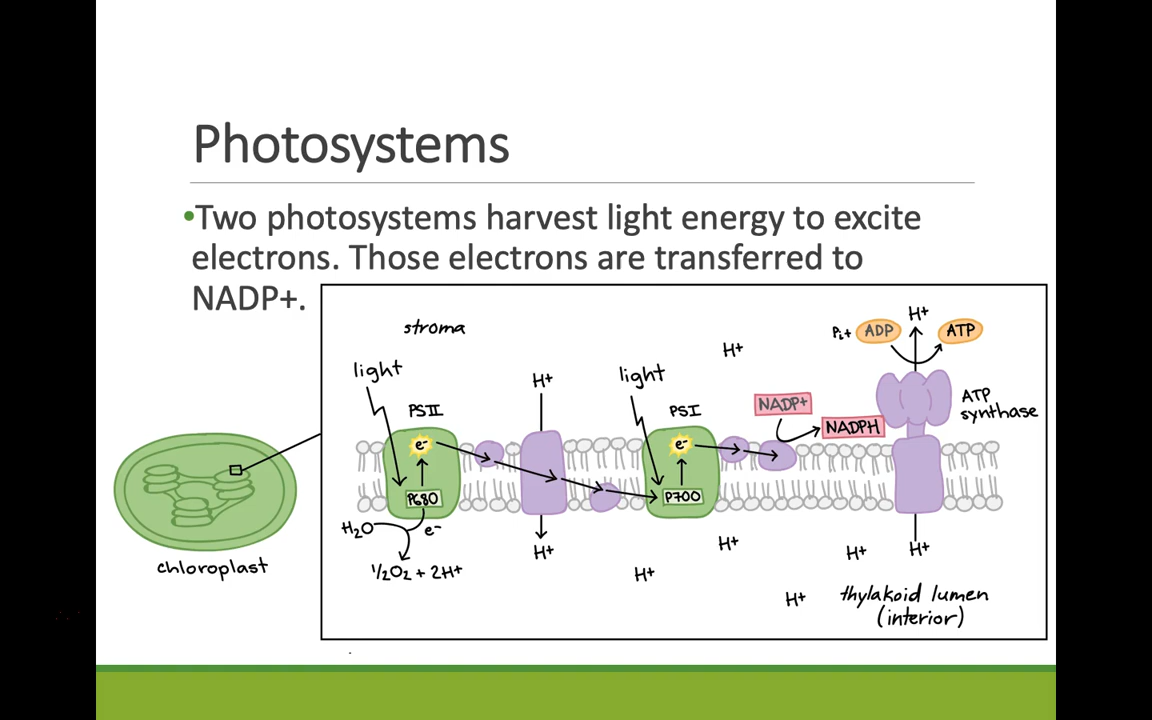 Photosystems
•Two photosystems harvest light energy to excite
electrons. Those electrons are transferred to
NADP+.
stroma
light
PSII
e-
P680
H₂O
e-
½O₂ + 2H+
H+
H+
light
PSI
e-
P700
H+
NADP+
NADPH
Pi+ ADP
H+
ATP
ATP
synthase
H+
H+
H+
H+
H+
thylakoid lumen
(interior)
chloroplast